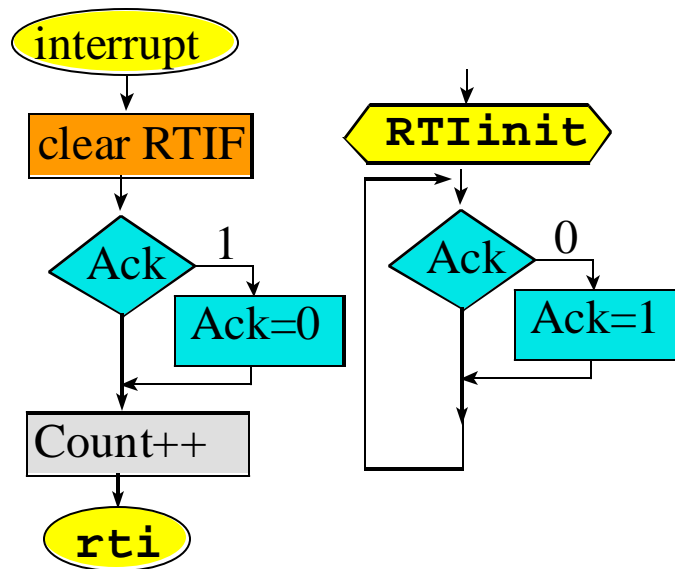 interrupt
clear RTIF
Ack
1
Ack=0
Count++
rti
RTIinit
Ack
0
Ack=1